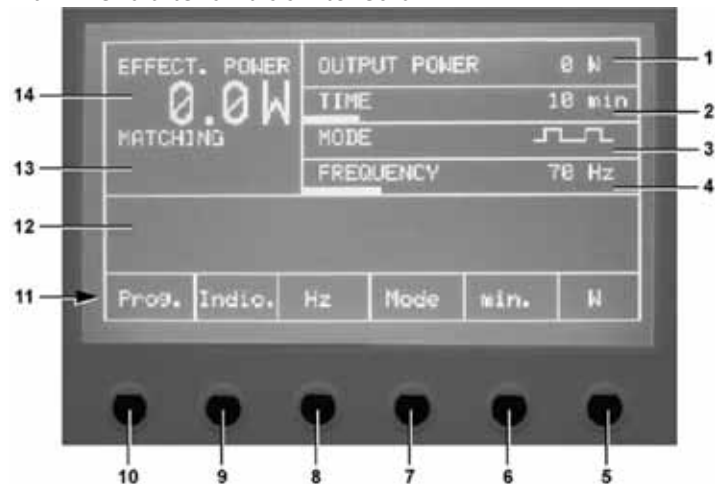 EFFECT. POWER
0.0 W
MATCHING
OUTPUT POWER 0 W
TIME 10 min
MODE
FREQUENCY 70 Hz
Prog. Indic. Hz Mode min. W
1
2
3
4
14
13
12
11
10 9 8 7 6 5